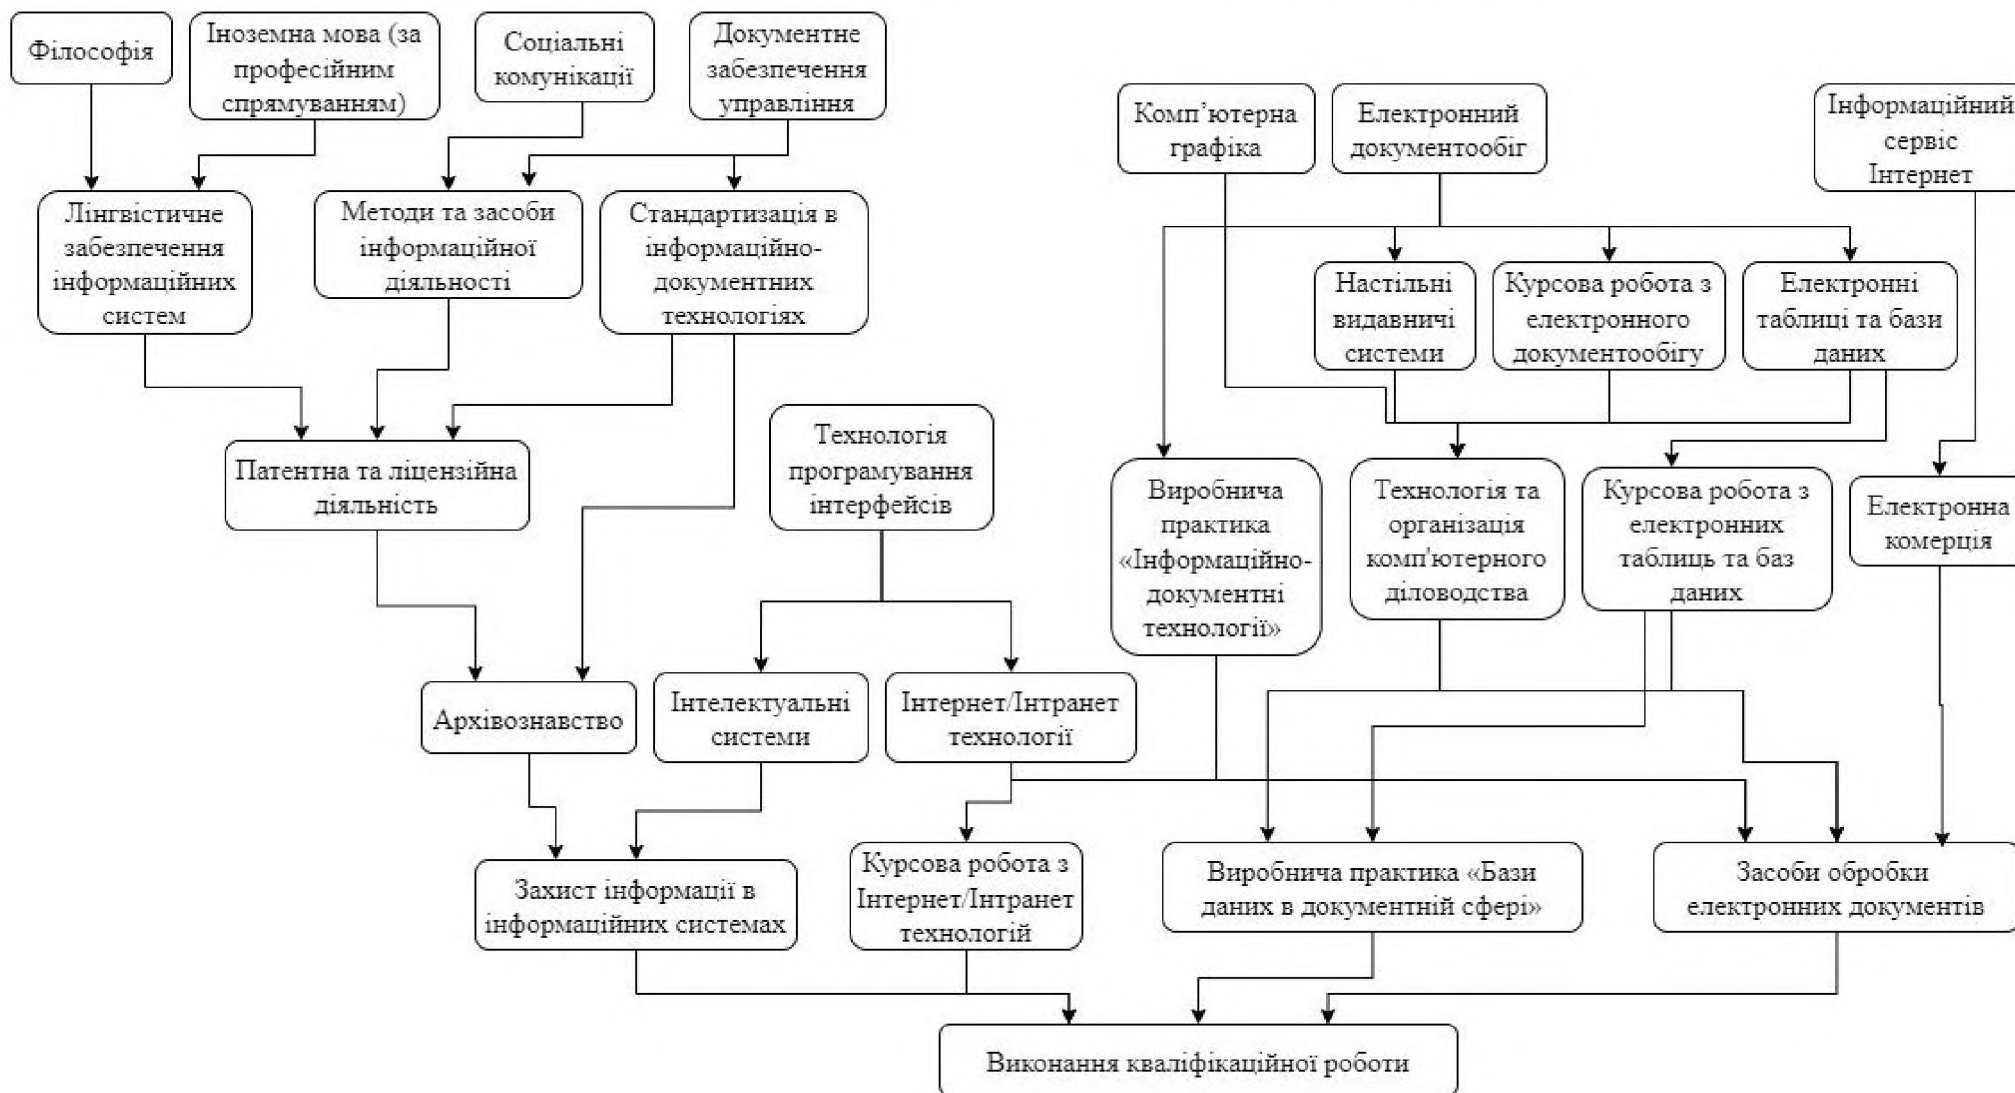 Філософія
Іноземна мова (за
професійним
спрямуванням)
Соціальні
комунікації
Документне
забезпечення
управління
Комп’ютерна
графіка
Електронний
документообіг
Інформаційний
сервіс
Інтернет
Лінгвістичне
забезпечення
інформаційних
систем
Методи та засоби
інформаційної
діяльності
Стандартизація в
інформаційно-
документних
технологіях
Настільні
видавничі
системи
Курсова робота з
електронного
документообігу
Електронні
таблиці та бази
даних
Патентна та ліцензійна
діяльність
Технологія
програмування
інтерфейсів
Виробнича
практика
«Інформаційно-
документні
технології»
Технологія та
організація
комп'ютерного
діловодства
Курсова робота з
електронних
таблиць та баз
даних
Електронна
комерція
Архівознавство
Інтелектуальні
системи
Інтернет/Інтранет
технології
Захист інформації в
інформаційних системах
Курсова робота з
Інтернет/Інтранет
технологій
Виробнича практика «Бази
даних в документній сфері»
Засоби обробки
електронних документів
Виконання кваліфікаційної роботи